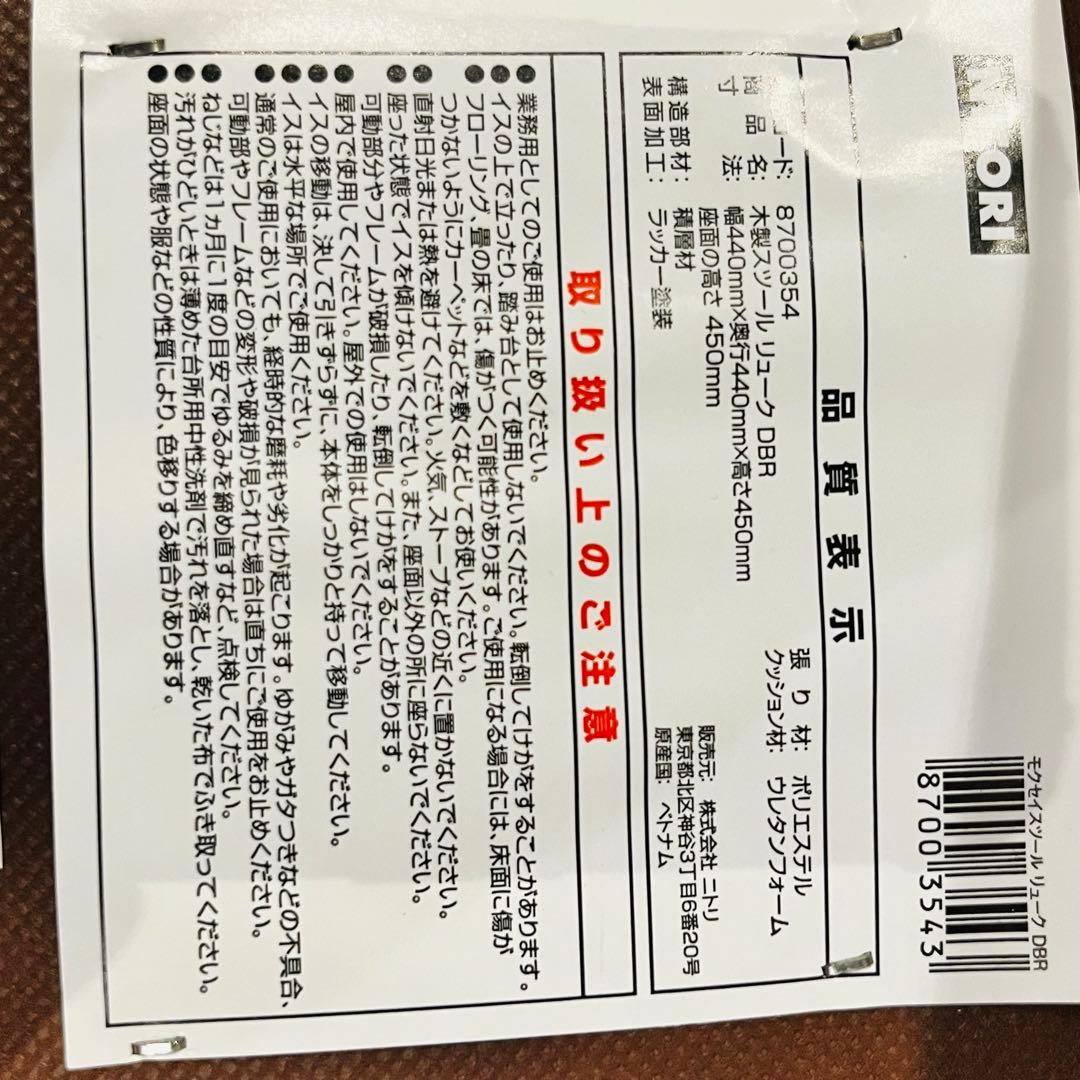 ORI
モクセイスツール リューク DBR
8700 3543
品質表示
ード: 8700354
商品名: 木製スツール リューク DBR
寸法: 幅440mm×奥行440mm×高さ450mm
座面の高さ 450mm
構造部材: 積層材
表面加工: ラッカー塗装
張り材: ポリエステル
クッション材: ウレタンフォーム
販売元: 株式会社 ニトリ
東京都北区神谷3丁目6番20号
原産国: ベトナム
取り扱い上のご注意
●業務用としてのご使用はお止めください。
●イスの上で立ったり、踏み台として使用しないでください。転倒してけがをすることがあります。
●フローリング、畳の床では、傷がつく可能性があります。ご使用になる場合には、床面に傷が
つかないようにカーペットなどを敷くなどしてお使いください。
●直射日光または熱を避けてください。火気、ストーブなどの近くに置かないでください。
●座った状態でイスを傾けないでください。また、座面以外の所に座らないでください。
可動部分やフレームが破損したり、転倒してけがをすることがあります。
●屋内で使用してください。屋外での使用はしないでください。
●イスの移動は、決して引きずらずに、本体をしっかりと持って移動してください。
●イスは水平な場所でご使用ください。
●通常のご使用においても、経時的な磨耗や劣化が起こります。ゆがみやガタつきなどの不具合、
可動部やフレームなどの変形や破損が見られた場合は直ちにご使用をお止めください。
●ねじなどは1ヵ月に1度の目安でゆるみを締め直すなど、点検してください。
●汚れがひどいときは薄めた台所用中性洗剤で汚れを落とし、乾いた布でふき取ってください。
●座面の状態や服などの性質により、色移りする場合があります。